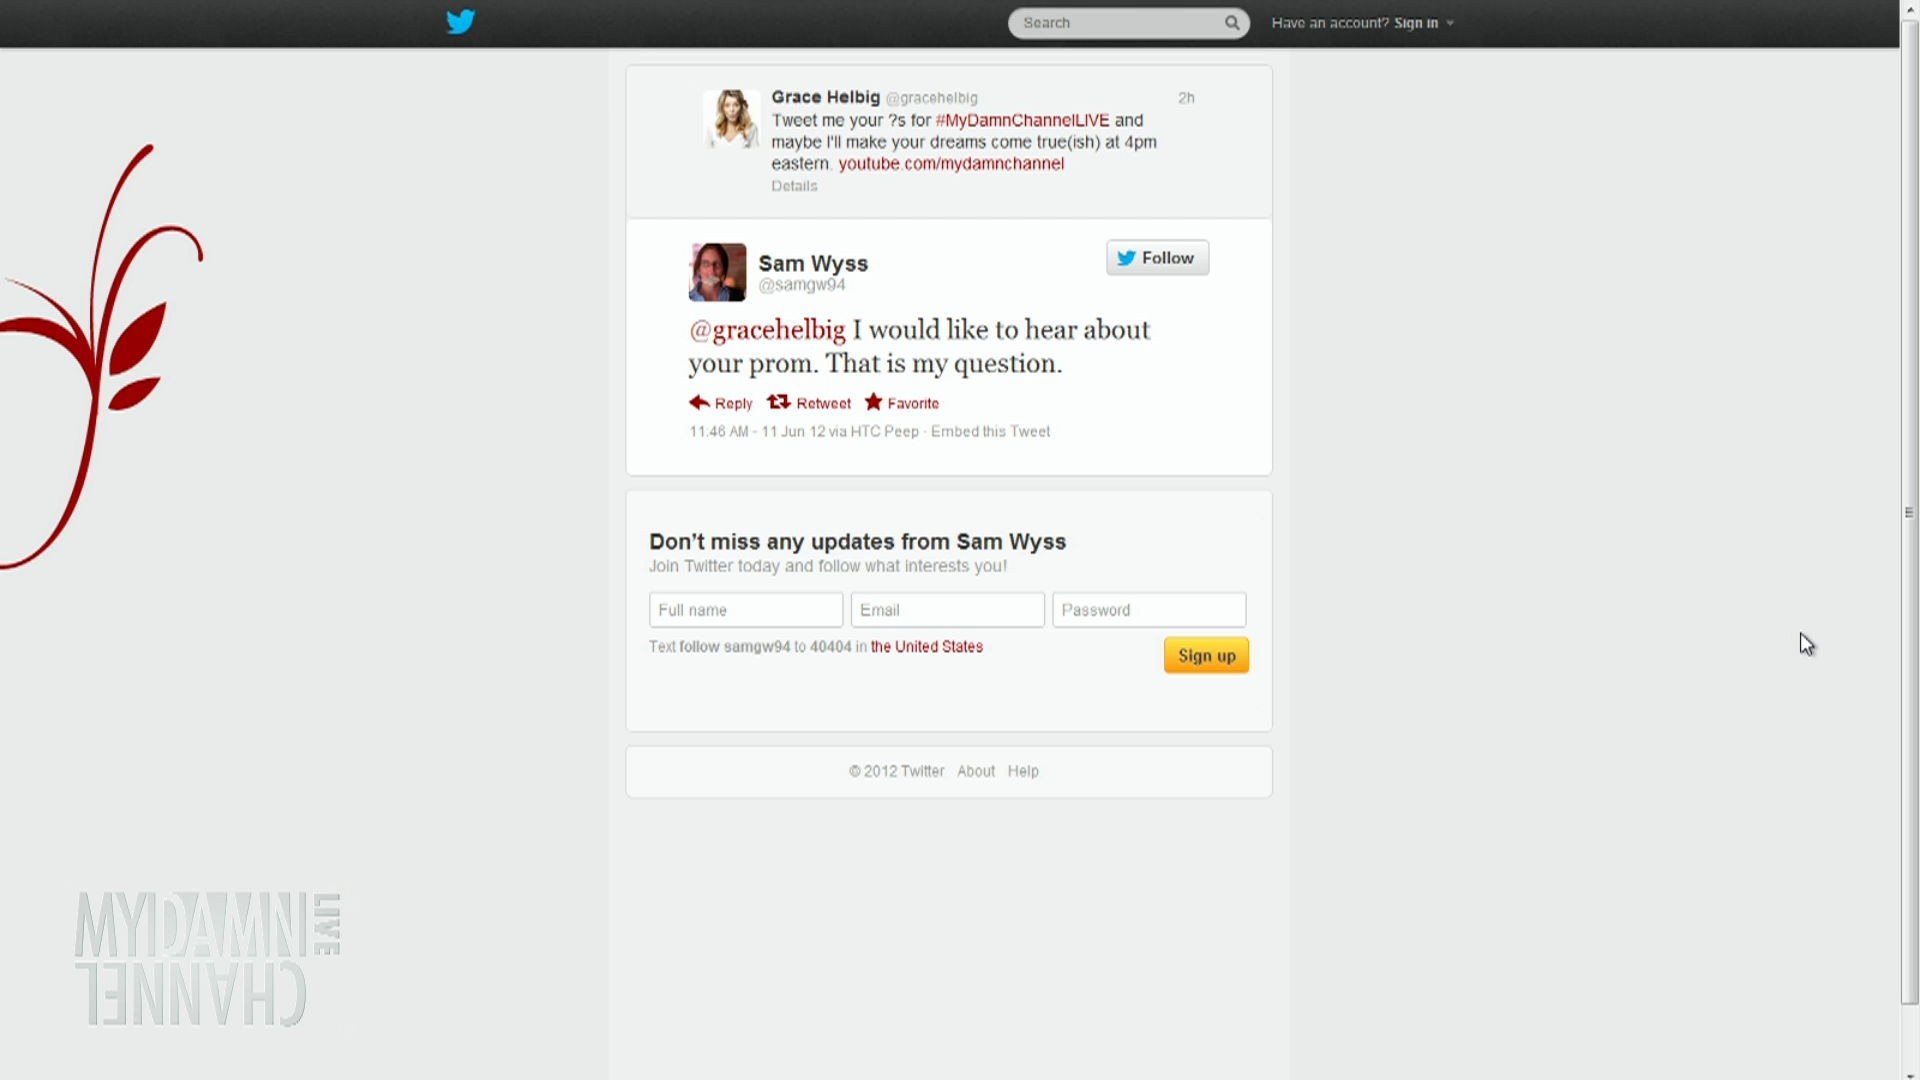 Search
Have an account? Sign in
Grace Helbig @gracehelbig 2h
Tweet me your ?s for #MyDamnChannelLIVE and
maybe I'll make your dreams come true(ish) at 4pm
eastern. youtube.com/mydamnchannel
Details
Sam Wyss
@samgw94
Follow
@gracehelbig I would like to hear about
your prom. That is my question.
Reply Retweet Favorite
11:46 AM - 11 Jun 12 via HTC Peep · Embed this Tweet
Don't miss any updates from Sam Wyss
Join Twitter today and follow what interests you!
Full name Email Password
Text follow samgw94 to 40404 in the United States
Sign up
© 2012 Twitter About Help
MYDAMN LIVE
CHANNEL